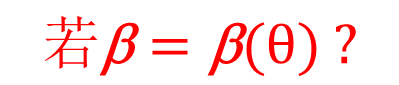 若β = β(θ) ?